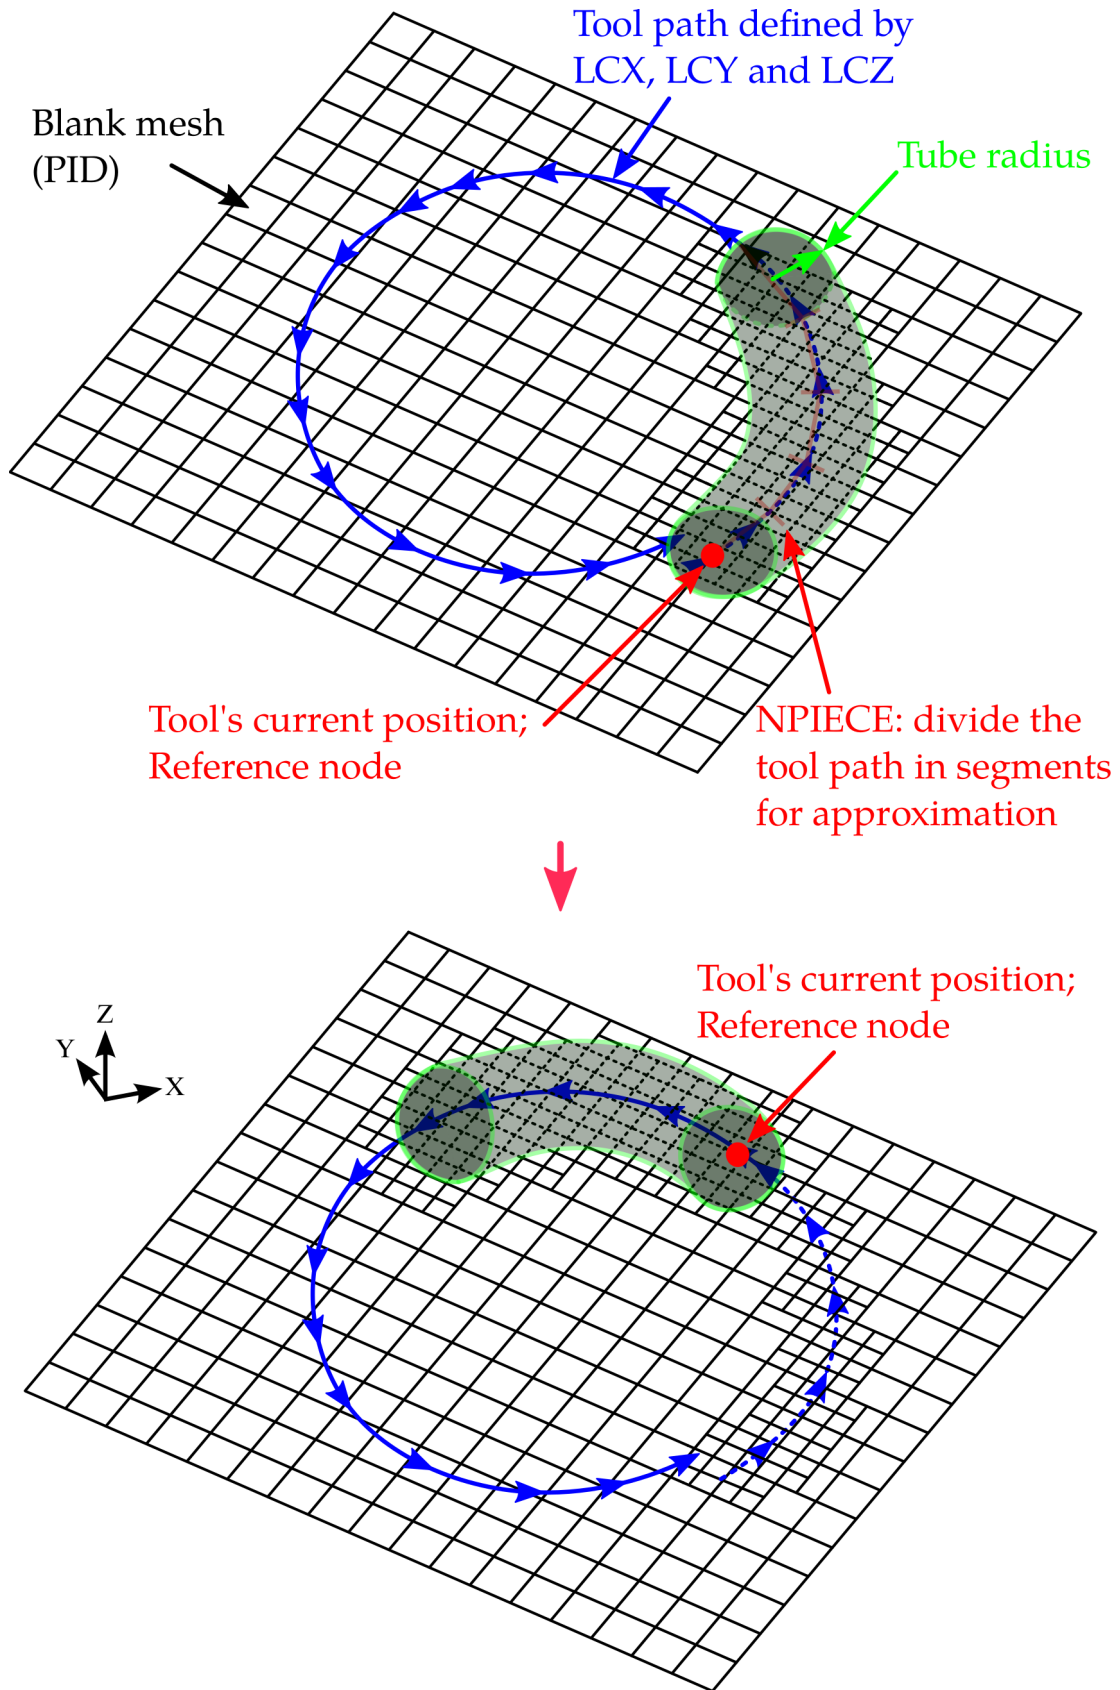 Tool path defined by
LCX, LCY and LCZ
Blank mesh
(PID)
Tube radius
Tool's current position;
Reference node
NPIECE: divide the
tool path in segments
for approximation
Tool's current position;
Reference node
Z
Y
X